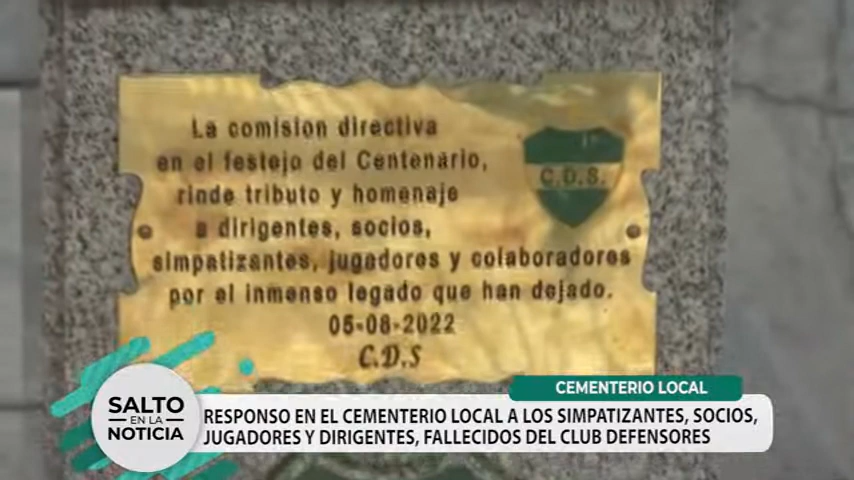 La comision directiva
en el festejo del Centenario,
rinde tributo y homenaje
a dirigentes, socios,
simpatizantes, jugadores y colaboradores
por el inmenso legado que han dejado.
05-08-2022
C.D.S
C.D.S.
CEMENTERIO LOCAL
SALTO
EN LA
NOTICIA
RESPONSO EN EL CEMENTERIO LOCAL A LOS SIMPATIZANTES, SOCIOS,
JUGADORES Y DIRIGENTES, FALLECIDOS DEL CLUB DEFENSORES